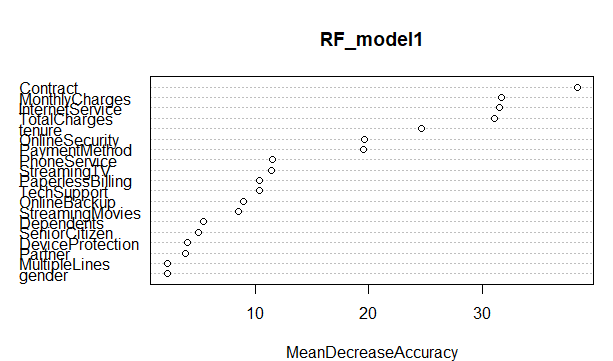 RF_model1
Contract
MonthlyCharges
InternetService
TotalCharges
tenure
OnlineSecurity
PaymentMethod
PhoneService
StreamingTV
PaperlessBilling
TechSupport
OnlineBackup
StreamingMovies
Dependents
SeniorCitizen
DeviceProtection
Partner
MultipleLines
gender
10 20 30
MeanDecreaseAccuracy